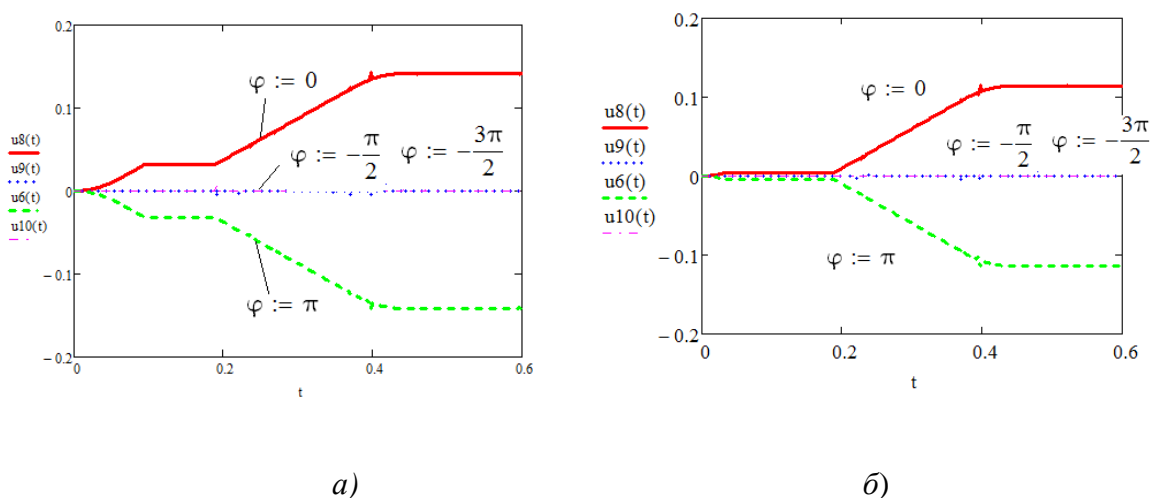 0.2
0.1
0
− 0.1
− 0.2
0
0.2
0.4
0.6
t
u8(t)
u9(t)
u6(t)
u10(t)
φ := 0
φ := −π/2 φ := −3π/2
φ := π
а)
0.2
0.1
0
− 0.1
− 0.2
0
0.2
0.4
0.6
t
u8(t)
u9(t)
u6(t)
u10(t)
φ := 0
φ := −π/2 φ := −3π/2
φ := π
б)